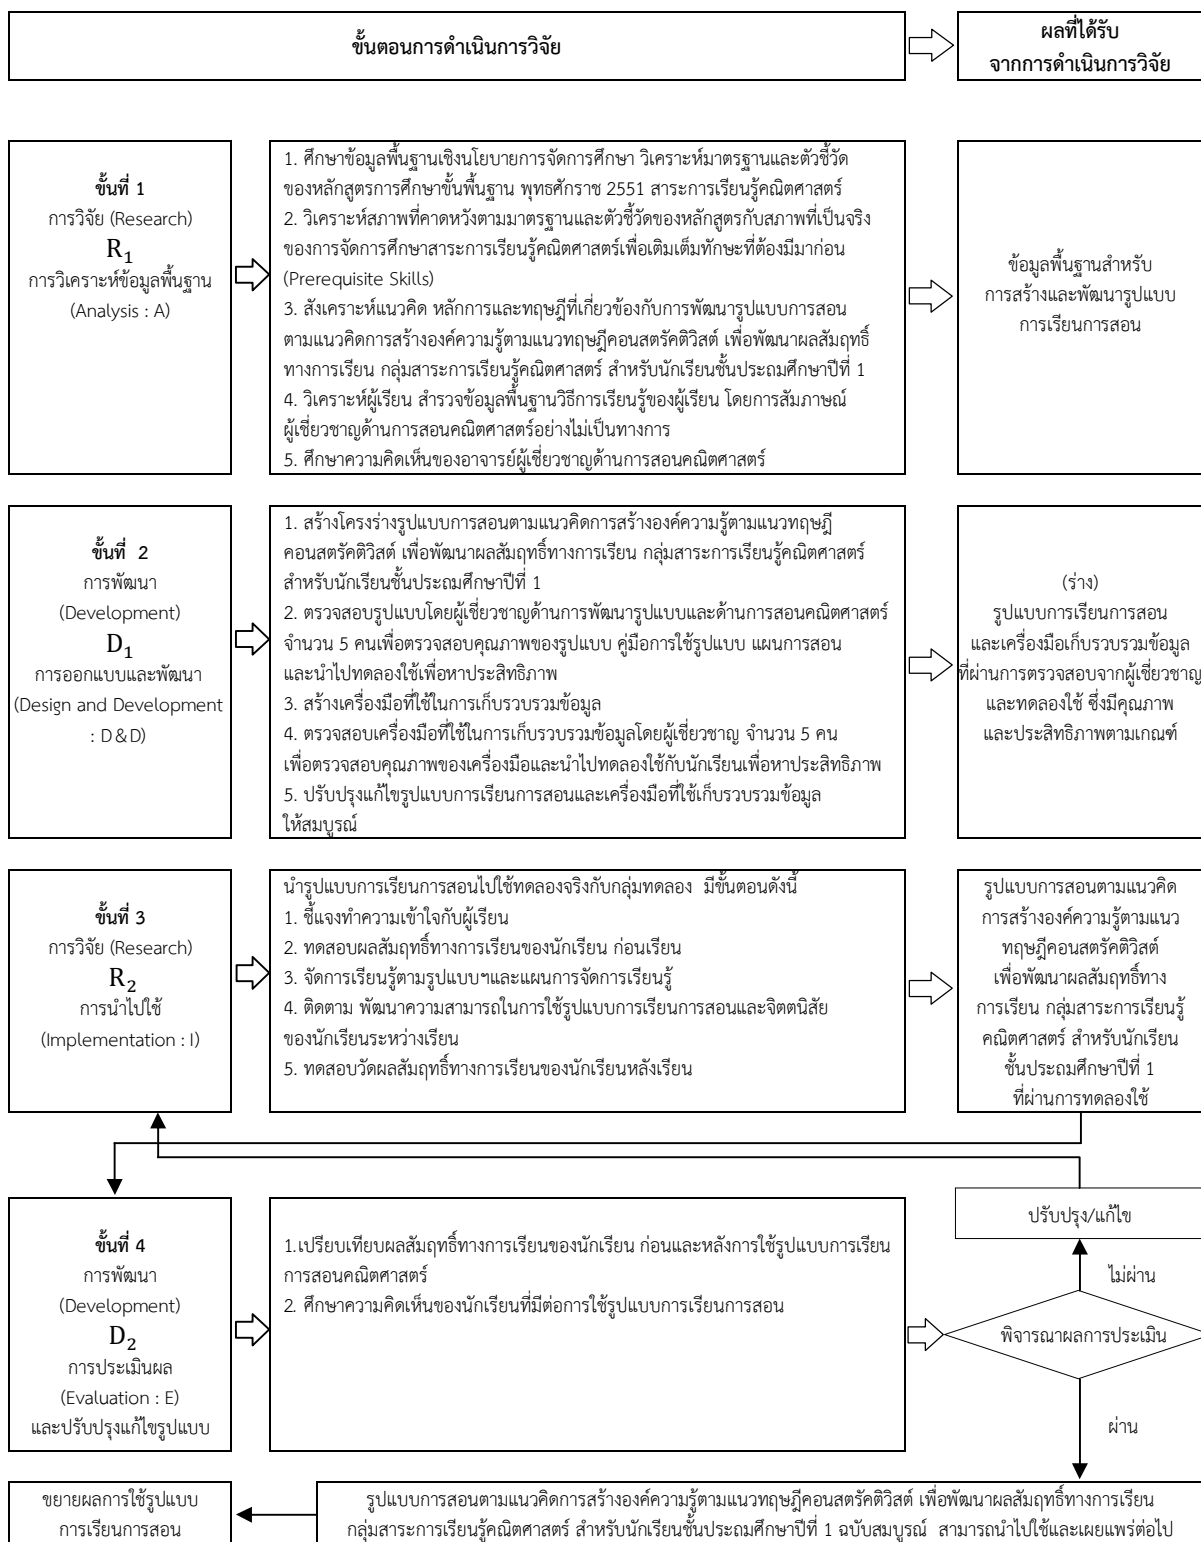 ขั้นตอนการดำเนินการวิจัย
ผลที่ได้รับ
จากการดำเนินการวิจัย
ขั้นที่ 1
การวิจัย (Research)
R₁
การวิเคราะห์ข้อมูลพื้นฐาน
(Analysis : A)
1. ศึกษาข้อมูลพื้นฐานเชิงนโยบายการจัดการศึกษา วิเคราะห์มาตรฐานและตัวชี้วัด
ของหลักสูตรการศึกษาขั้นพื้นฐาน พุทธศักราช 2551 สาระการเรียนรู้คณิตศาสตร์
2. วิเคราะห์สภาพที่คาดหวังตามมาตรฐานและตัวชี้วัดของหลักสูตรกับสภาพที่เป็นจริง
ของการจัดการศึกษาสาระการเรียนรู้คณิตศาสตร์เพื่อเติมเต็มทักษะที่ต้องมีมาก่อน
(Prerequisite Skills)
3. สังเคราะห์แนวคิด หลักการและทฤษฎีที่เกี่ยวข้องกับการพัฒนารูปแบบการสอน
ตามแนวคิดการสร้างองค์ความรู้ตามแนวทฤษฎีคอนสตรัคติวิสต์ เพื่อพัฒนาผลสัมฤทธิ์
ทางการเรียน กลุ่มสาระการเรียนรู้คณิตศาสตร์ สำหรับนักเรียนชั้นประถมศึกษาปีที่ 1
4. วิเคราะห์ผู้เรียน สำรวจข้อมูลพื้นฐานวิธีการเรียนรู้ของผู้เรียน โดยการสัมภาษณ์
ผู้เชี่ยวชาญด้านการสอนคณิตศาสตร์อย่างไม่เป็นทางการ
5. ศึกษาความคิดเห็นของอาจารย์ผู้เชี่ยวชาญด้านการสอนคณิตศาสตร์
ข้อมูลพื้นฐานสำหรับ
การสร้างและพัฒนารูปแบบ
การเรียนการสอน
ขั้นที่ 2
การพัฒนา
(Development)
D₁
การออกแบบและพัฒนา
(Design and Development
: D&D)
1. สร้างโครงร่างรูปแบบการสอนตามแนวคิดการสร้างองค์ความรู้ตามแนวทฤษฎี
คอนสตรัคติวิสต์ เพื่อพัฒนาผลสัมฤทธิ์ทางการเรียน กลุ่มสาระการเรียนรู้คณิตศาสตร์
สำหรับนักเรียนชั้นประถมศึกษาปีที่ 1
2. ตรวจสอบรูปแบบโดยผู้เชี่ยวชาญด้านการพัฒนารูปแบบและด้านการสอนคณิตศาสตร์
จำนวน 5 คนเพื่อตรวจสอบคุณภาพของรูปแบบ คู่มือการใช้รูปแบบ แผนการสอน
และนำไปทดลองใช้เพื่อหาประสิทธิภาพ
3. สร้างเครื่องมือที่ใช้ในการเก็บรวบรวมข้อมูล
4. ตรวจสอบเครื่องมือที่ใช้ในการเก็บรวบรวมข้อมูลโดยผู้เชี่ยวชาญ จำนวน 5 คน
เพื่อตรวจสอบคุณภาพของเครื่องมือและนำไปทดลองใช้กับนักเรียนเพื่อหาประสิทธิภาพ
5. ปรับปรุงแก้ไขรูปแบบการเรียนการสอนและเครื่องมือที่ใช้เก็บรวบรวมข้อมูล
ให้สมบูรณ์
(ร่าง)
รูปแบบการเรียนการสอน
และเครื่องมือเก็บรวบรวมข้อมูล
ที่ผ่านการตรวจสอบจากผู้เชี่ยวชาญ
และทดลองใช้ ซึ่งมีคุณภาพ
และประสิทธิภาพตามเกณฑ์
ขั้นที่ 3
การวิจัย (Research)
R₂
การนำไปใช้
(Implementation : I)
นำรูปแบบการเรียนการสอนไปใช้ทดลองจริงกับกลุ่มทดลอง มีขั้นตอนดังนี้
1. ชี้แจงทำความเข้าใจกับผู้เรียน
2. ทดสอบผลสัมฤทธิ์ทางการเรียนของนักเรียน ก่อนเรียน
3. จัดการเรียนรู้ตามรูปแบบฯและแผนการจัดการเรียนรู้
4. ติดตาม พัฒนาความสามารถในการใช้รูปแบบการเรียนการสอนและจิตตนิสัย
ของนักเรียนระหว่างเรียน
5. ทดสอบวัดผลสัมฤทธิ์ทางการเรียนของนักเรียนหลังเรียน
รูปแบบการสอนตามแนวคิด
การสร้างองค์ความรู้ตามแนว
ทฤษฎีคอนสตรัคติวิสต์
เพื่อพัฒนาผลสัมฤทธิ์ทาง
การเรียน กลุ่มสาระการเรียนรู้
คณิตศาสตร์ สำหรับนักเรียน
ชั้นประถมศึกษาปีที่ 1
ที่ผ่านการทดลองใช้
ขั้นที่ 4
การพัฒนา
(Development)
D₂
การประเมินผล
(Evaluation : E)
และปรับปรุงแก้ไขรูปแบบ
1.เปรียบเทียบผลสัมฤทธิ์ทางการเรียนของนักเรียน ก่อนและหลังการใช้รูปแบบการเรียน
การสอนคณิตศาสตร์
2. ศึกษาความคิดเห็นของนักเรียนที่มีต่อการใช้รูปแบบการเรียนการสอน
ปรับปรุง/แก้ไข
ไม่ผ่าน
พิจารณาผลการประเมิน
ผ่าน
ขยายผลการใช้รูปแบบ
การเรียนการสอน
รูปแบบการสอนตามแนวคิดการสร้างองค์ความรู้ตามแนวทฤษฎีคอนสตรัคติวิสต์ เพื่อพัฒนาผลสัมฤทธิ์ทางการเรียน
กลุ่มสาระการเรียนรู้คณิตศาสตร์ สำหรับนักเรียนชั้นประถมศึกษาปีที่ 1 ฉบับสมบูรณ์ สามารถนำไปใช้และเผยแพร่ต่อไป